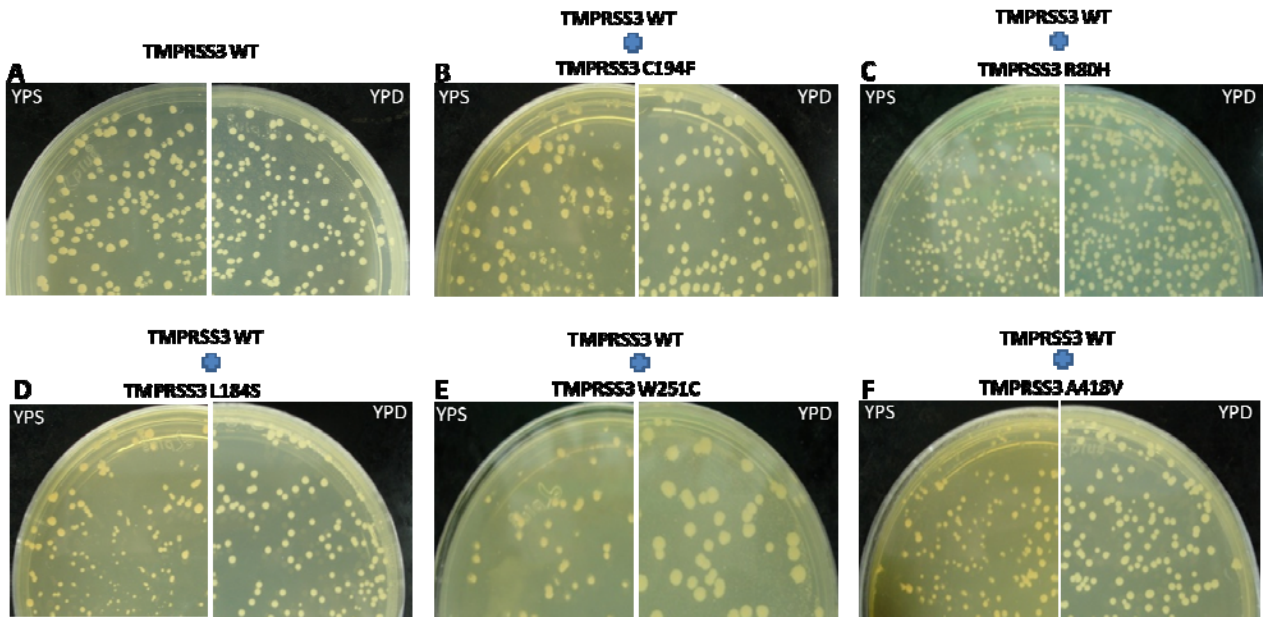 TMPRSS3 WT
A
YPS
YPD
TMPRSS3 WT
TMPRSS3 C194F
B
YPS
YPD
TMPRSS3 WT
TMPRSS3 R80H
C
YPS
YPD
TMPRSS3 WT
TMPRSS3 L184S
D
YPS
YPD
TMPRSS3 WT
TMPRSS3 W251C
E
YPS
YPD
TMPRSS3 WT
TMPRSS3 A418V
F
YPS
YPD